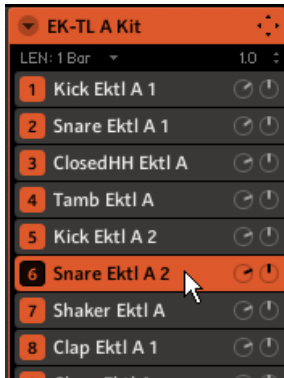 EK-TL A Kit
LEN: 1 Bar 1.0
1 Kick Ektl A 1
2 Snare Ektl A 1
3 ClosedHH Ektl A
4 Tamb Ektl A
5 Kick Ektl A 2
6 Snare Ektl A 2
7 Shaker Ektl A
8 Clap Ektl A 1